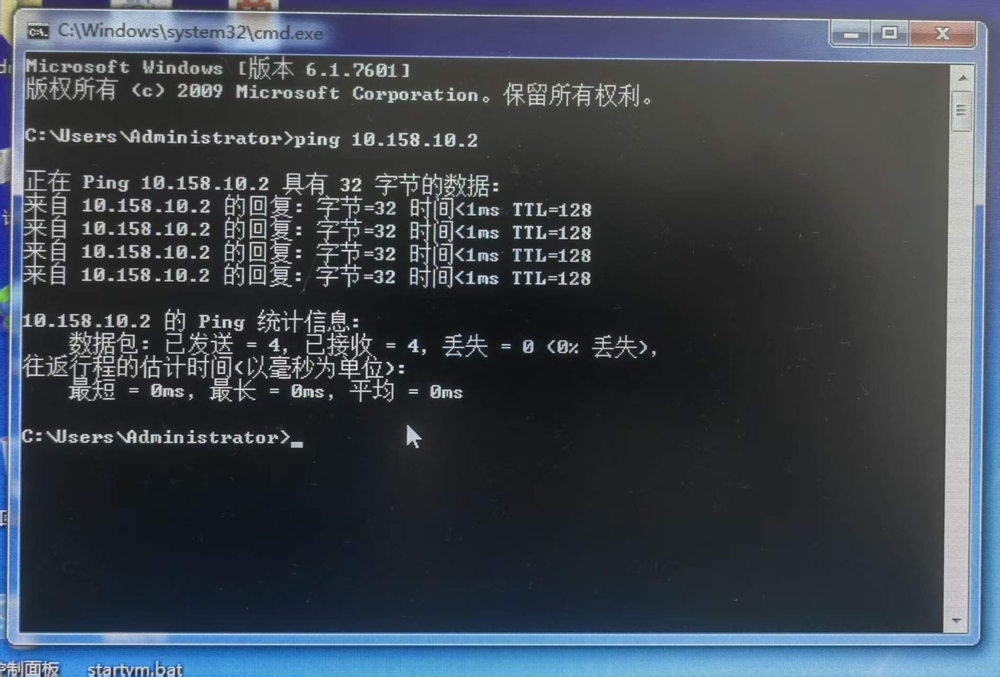 C:\Windows\system32\cmd.exe
Microsoft Windows [版本 6.1.7601]
版权所有 (c) 2009 Microsoft Corporation。保留所有权利。
C:\Users\Administrator>ping 10.158.10.2
正在 Ping 10.158.10.2 具有 32 字节的数据:
来自 10.158.10.2 的回复: 字节=32 时间<1ms TTL=128
来自 10.158.10.2 的回复: 字节=32 时间<1ms TTL=128
来自 10.158.10.2 的回复: 字节=32 时间<1ms TTL=128
来自 10.158.10.2 的回复: 字节=32 时间<1ms TTL=128
10.158.10.2 的 Ping 统计信息:
数据包: 已发送 = 4, 已接收 = 4, 丢失 = 0 (0% 丢失),
往返行程的估计时间(以毫秒为单位):
最短 = 0ms, 最长 = 0ms, 平均 = 0ms
C:\Users\Administrator>_
控制面板 startvm.bat